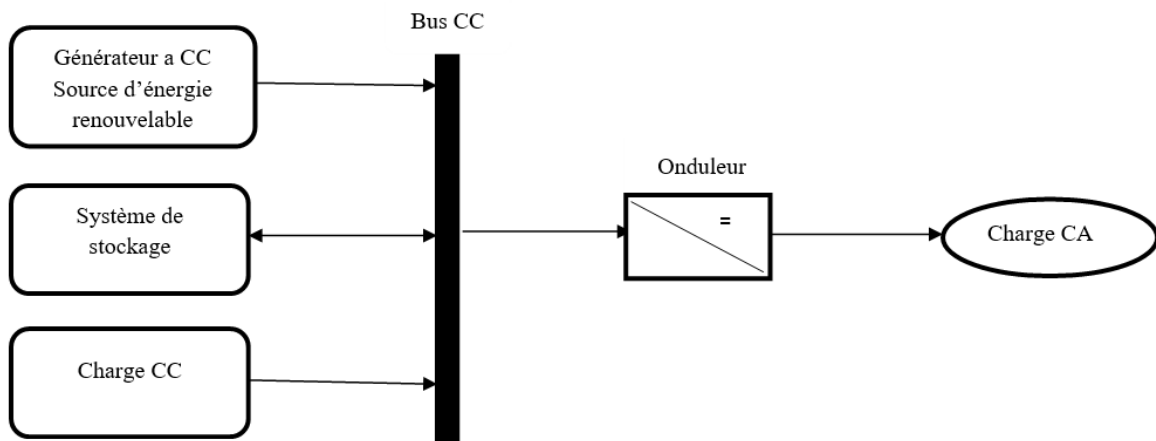 Bus CC
Générateur a CC
Source d’énergie
renouvelable
Système de
stockage
Charge CC
Onduleur
=
Charge CA